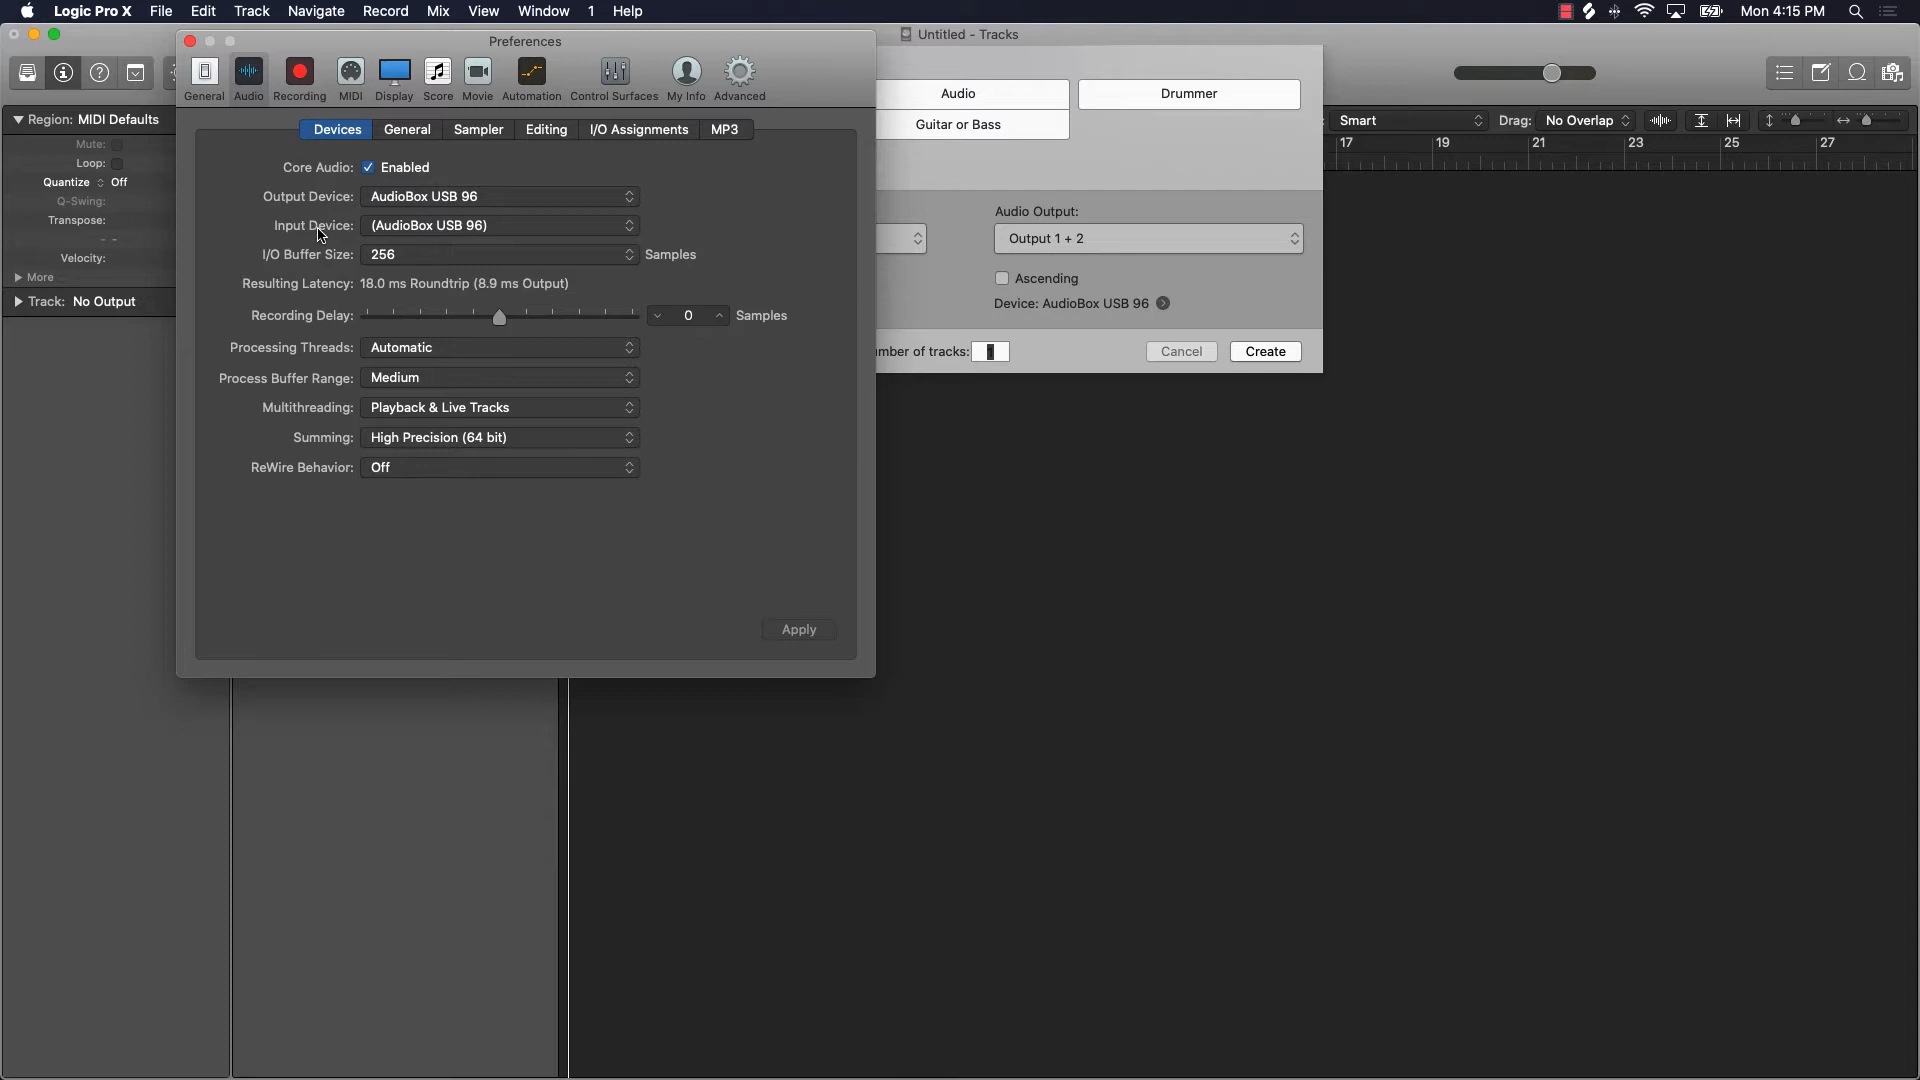 Logic Pro X File Edit Track Navigate Record Mix View Window 1 Help Mon 4:15 PM
Preferences
Untitled - Tracks
General Audio Recording MIDI Display Score Movie Automation Control Surfaces My Info Advanced
Audio Drummer
Guitar or Bass
Region: MIDI Defaults
Mute:
Loop:
Quantize Off
Q-Swing:
Transpose:
- -
Velocity:
More
Track: No Output
Devices General Sampler Editing I/O Assignments MP3
Core Audio: Enabled
Output Device: AudioBox USB 96
Input Device: (AudioBox USB 96)
I/O Buffer Size: 256 Samples
Resulting Latency: 18.0 ms Roundtrip (8.9 ms Output)
Recording Delay: 0 Samples
Processing Threads: Automatic
Process Buffer Range: Medium
Multithreading: Playback & Live Tracks
Summing: High Precision (64 bit)
ReWire Behavior: Off
Apply
Audio Output:
Output 1 + 2
Ascending
Device: AudioBox USB 96
mber of tracks: 1
Cancel Create
: Smart Drag: No Overlap
17 19 21 23 25 27